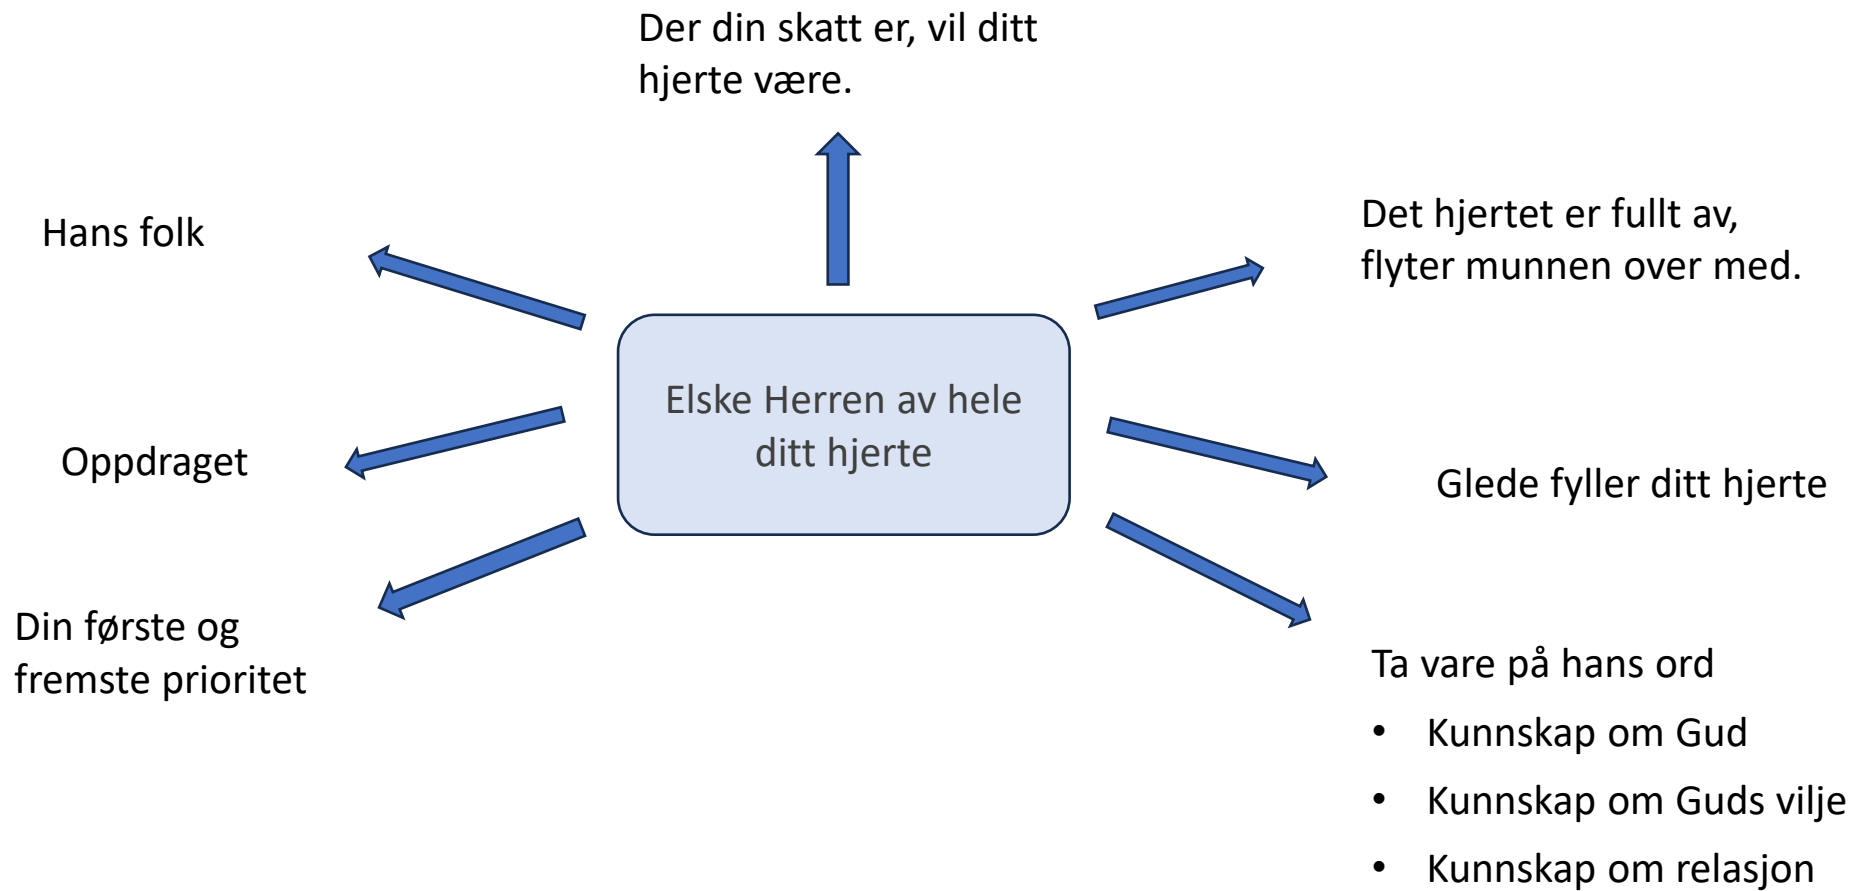 Der din skatt er, vil ditt
hjerte være.
Hans folk
Det hjertet er fullt av,
flyter munnen over med.
Elske Herren av hele
ditt hjerte
Oppdraget
Glede fyller ditt hjerte
Din første og
fremste prioritet
Ta vare på hans ord
• Kunnskap om Gud
• Kunnskap om Guds vilje
• Kunnskap om relasjon